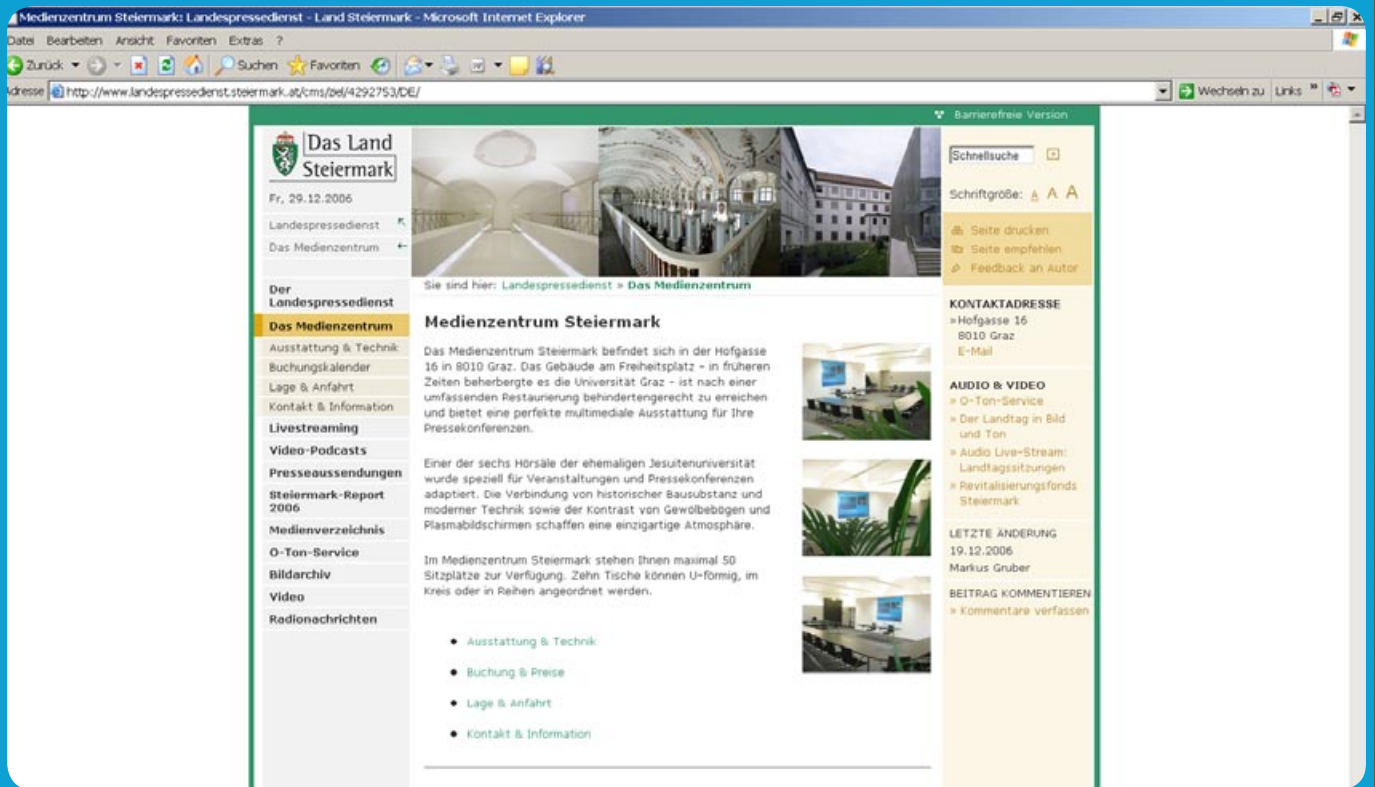 Medienzentrum Steiermark: Landespressedienst - Land Steiermark - Microsoft Internet Explorer
Datei Bearbeiten Ansicht Favoriten Extras ?
Zurück Suchen Favoriten
Adresse http://www.landespressedienst.steiermark.at/cms/ziel/4292753/DE/ Wechseln zu Links »
Barrierefreie Version
Das Land
Steiermark
Fr, 29.12.2006
Landespressedienst
Das Medienzentrum
Der
Landespressedienst
Das Medienzentrum
Ausstattung & Technik
Buchungskalender
Lage & Anfahrt
Kontakt & Information
Livestreaming
Video-Podcasts
Presseaussendungen
Steiermark-Report
2006
Medienverzeichnis
O-Ton-Service
Bildarchiv
Video
Radionachrichten
Sie sind hier: Landespressedienst » Das Medienzentrum
Medienzentrum Steiermark
Das Medienzentrum Steiermark befindet sich in der Hofgasse
16 in 8010 Graz. Das Gebäude am Freiheitsplatz - in früheren
Zeiten beherbergte es die Universität Graz - ist nach einer
umfassenden Restaurierung behindertengerecht zu erreichen
und bietet eine perfekte multimediale Ausstattung für Ihre
Pressekonferenzen.
Einer der sechs Hörsäle der ehemaligen Jesuitenuniversität
wurde speziell für Veranstaltungen und Pressekonferenzen
adaptiert. Die Verbindung von historischer Bausubstanz und
moderner Technik sowie der Kontrast von Gewölbebögen und
Plasmabildschirmen schaffen eine einzigartige Atmosphäre.
Im Medienzentrum Steiermark stehen Ihnen maximal 50
Sitzplätze zur Verfügung. Zehn Tische können U-förmig, im
Kreis oder in Reihen angeordnet werden.
• Ausstattung & Technik
• Buchung & Preise
• Lage & Anfahrt
• Kontakt & Information
Schnellsuche
Schriftgröße: A A A
Seite drucken
Seite empfehlen
Feedback an Autor
KONTAKTADRESSE
» Hofgasse 16
8010 Graz
E-Mail
AUDIO & VIDEO
» O-Ton-Service
» Der Landtag in Bild
und Ton
» Audio Live-Stream:
Landtagssitzungen
» Revitalisierungsfonds
Steiermark
LETZTE ÄNDERUNG
19.12.2006
Markus Gruber
BEITRAG KOMMENTIEREN
» Kommentare verfassen